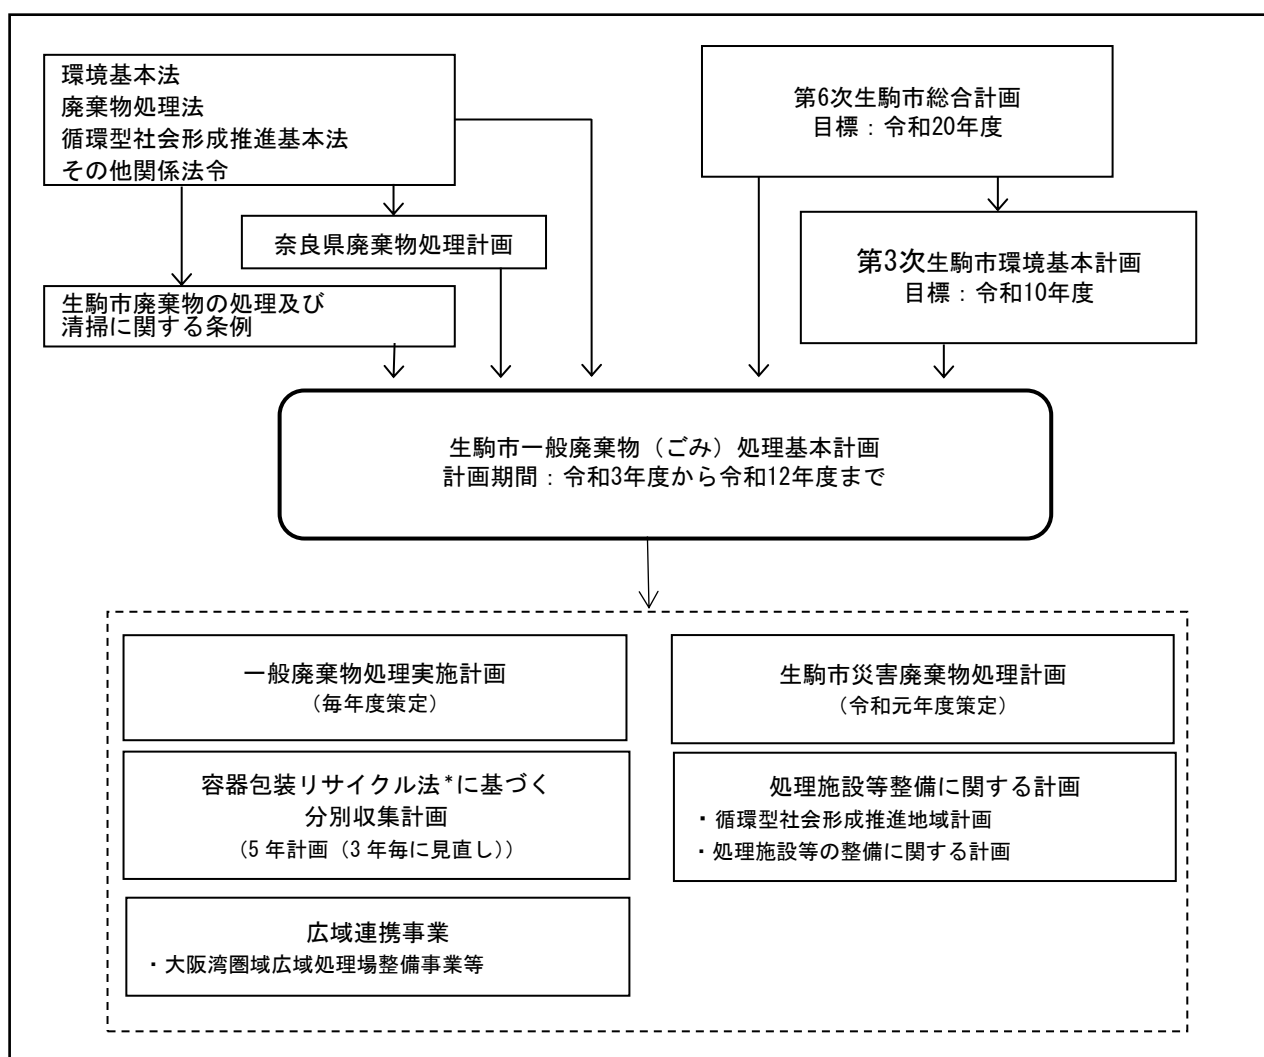 環境基本法
廃棄物処理法
循環型社会形成推進基本法
その他関係法令
第6次生駒市総合計画
目標：令和20年度
奈良県廃棄物処理計画
第3次生駒市環境基本計画
目標：令和10年度
生駒市廃棄物の処理及び
清掃に関する条例
生駒市一般廃棄物（ごみ）処理基本計画
計画期間：令和3年度から令和12年度まで
一般廃棄物処理実施計画
（毎年度策定）
生駒市災害廃棄物処理計画
（令和元年度策定）
容器包装リサイクル法*に基づく
分別収集計画
（5 年計画（3 年毎に見直し））
処理施設等整備に関する計画
・循環型社会形成推進地域計画
・処理施設等の整備に関する計画
広域連携事業
・大阪湾圏域広域処理場整備事業等